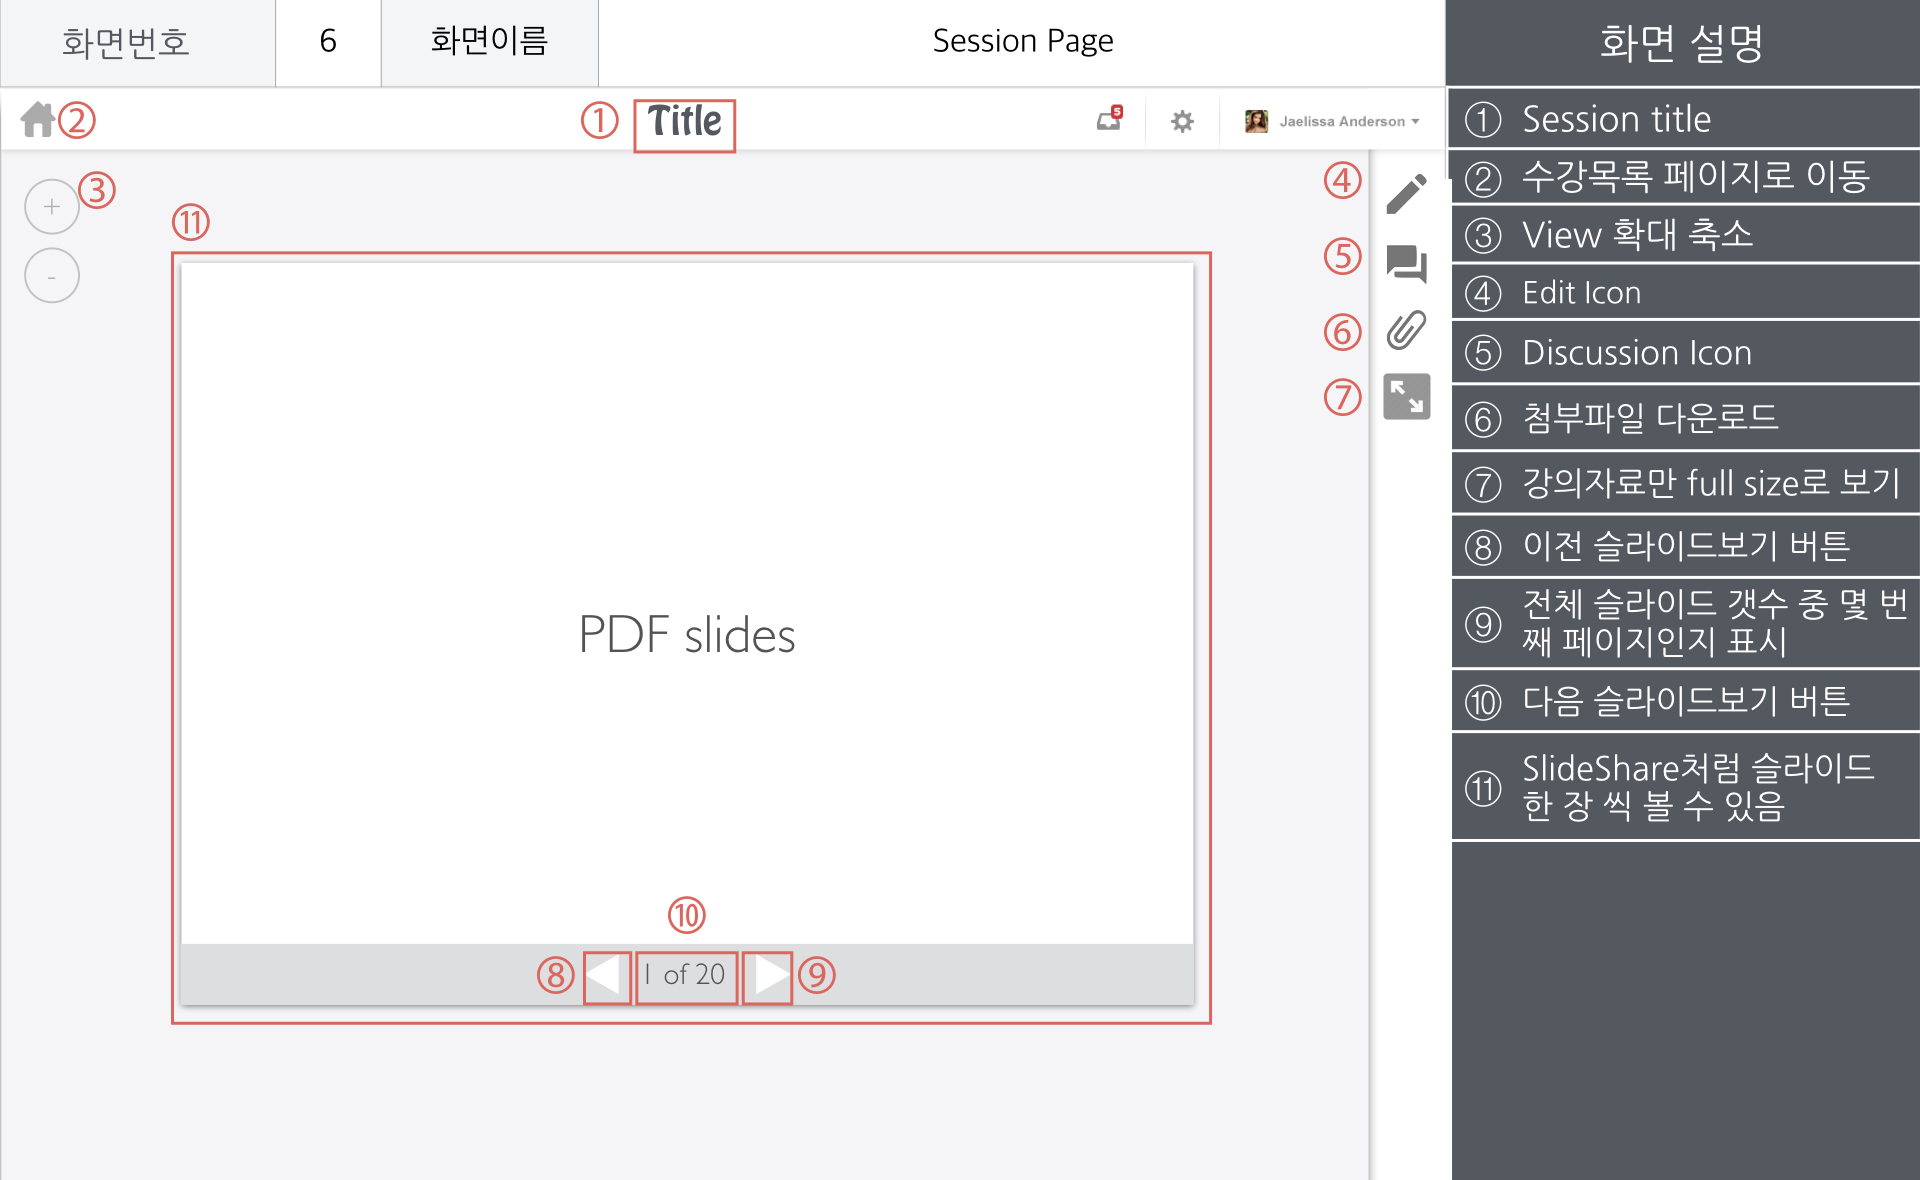 화면번호 6 화면이름 Session Page 화면 설명
② ① Title 5 Jaelissa Anderson
③
+
-
⑪
④
⑤
⑥
⑦
PDF slides
⑩
⑧ 1 of 20 ⑨
① Session title
② 수강목록 페이지로 이동
③ View 확대 축소
④ Edit Icon
⑤ Discussion Icon
⑥ 첨부파일 다운로드
⑦ 강의자료만 full size로 보기
⑧ 이전 슬라이드보기 버튼
⑨ 전체 슬라이드 갯수 중 몇 번
째 페이지인지 표시
⑩ 다음 슬라이드보기 버튼
⑪ SlideShare처럼 슬라이드
한 장 씩 볼 수 있음